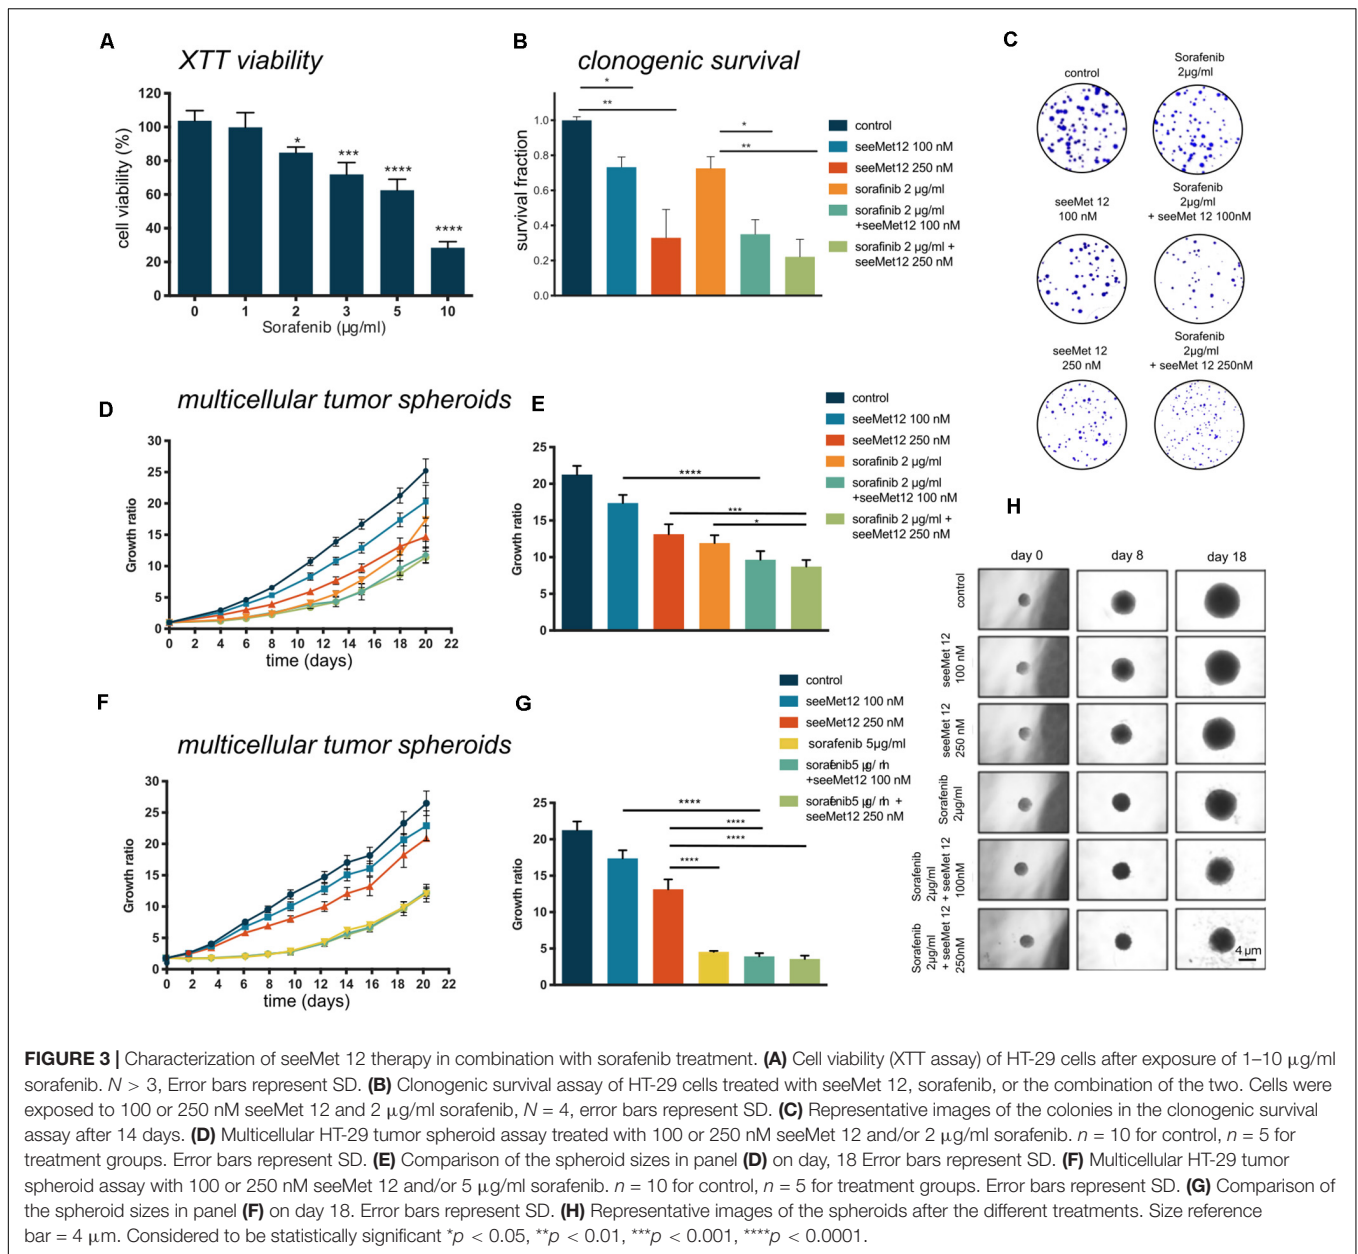 A
XTT viability
120
100
80
60
40
20
0
cell viability (%)
*
***
****
****
0 1 2 3 5 10
Sorafenib (µg/ml)
B
clonogenic survival
*
**
*
**
1.0
0.8
0.6
0.4
0.2
0.0
survival fraction
control
seeMet12 100 nM
seeMet12 250 nM
sorafinib 2 µg/ml
sorafinib 2 µg/ml
+seeMet12 100 nM
sorafinib 2 µg/ml +
seeMet12 250 nM
C
control
Sorafenib
2µg/ml
seeMet 12
100 nM
Sorafenib
2µg/ml
+ seeMet 12 100nM
seeMet 12
250 nM
Sorafenib
2µg/ml
+ seeMet 12 250nM
D
multicellular tumor spheroids
30
25
20
15
10
5
0
Growth ratio
0 2 4 6 8 10 12 14 16 18 20 22
time (days)
E
25
20
15
10
5
0
Growth ratio
****
***
*
control
seeMet12 100 nM
seeMet12 250 nM
sorafinib 2 µg/ml
sorafinib 2 µg/ml
+seeMet12 100 nM
sorafinib 2 µg/ml +
seeMet12 250 nM
F
multicellular tumor spheroids
30
25
20
15
10
5
0
Growth ratio
0 2 4 6 8 10 12 14 16 18 20 22
time (days)
G
25
20
15
10
5
0
Growth ratio
****
****
****
****
control
seeMet12 100 nM
seeMet12 250 nM
sorafenib 5µg/ml
+seeMet12 100 nM
seeMet12 250 nM
H
day 0 day 8 day 18
control
seeMet 12
100 nM
seeMet 12
250 nM
Sorafenib
2µg/ml
Sorafenib
2µg/ml
+ seeMet 12
100nM
Sorafenib
2µg/ml
+ seeMet 12
250nM
4 µm
FIGURE 3 | Characterization of seeMet 12 therapy in combination with sorafenib treatment. (A) Cell viability (XTT assay) of HT-29 cells after exposure of 1–10 µg/ml
sorafenib. N > 3, Error bars represent SD. (B) Clonogenic survival assay of HT-29 cells treated with seeMet 12, sorafenib, or the combination of the two. Cells were
exposed to 100 or 250 nM seeMet 12 and 2 µg/ml sorafenib, N = 4, error bars represent SD. (C) Representative images of the colonies in the clonogenic survival
assay after 14 days. (D) Multicellular HT-29 tumor spheroid assay treated with 100 or 250 nM seeMet 12 and/or 2 µg/ml sorafenib. n = 10 for control, n = 5 for
treatment groups. Error bars represent SD. (E) Comparison of the spheroid sizes in panel (D) on day, 18 Error bars represent SD. (F) Multicellular HT-29 tumor
spheroid assay with 100 or 250 nM seeMet 12 and/or 5 µg/ml sorafenib. n = 10 for control, n = 5 for treatment groups. Error bars represent SD. (G) Comparison of
the spheroid sizes in panel (F) on day 18. Error bars represent SD. (H) Representative images of the spheroids after the different treatments. Size reference
bar = 4 µm. Considered to be statistically significant *p < 0.05, **p < 0.01, ***p < 0.001, ****p < 0.0001.